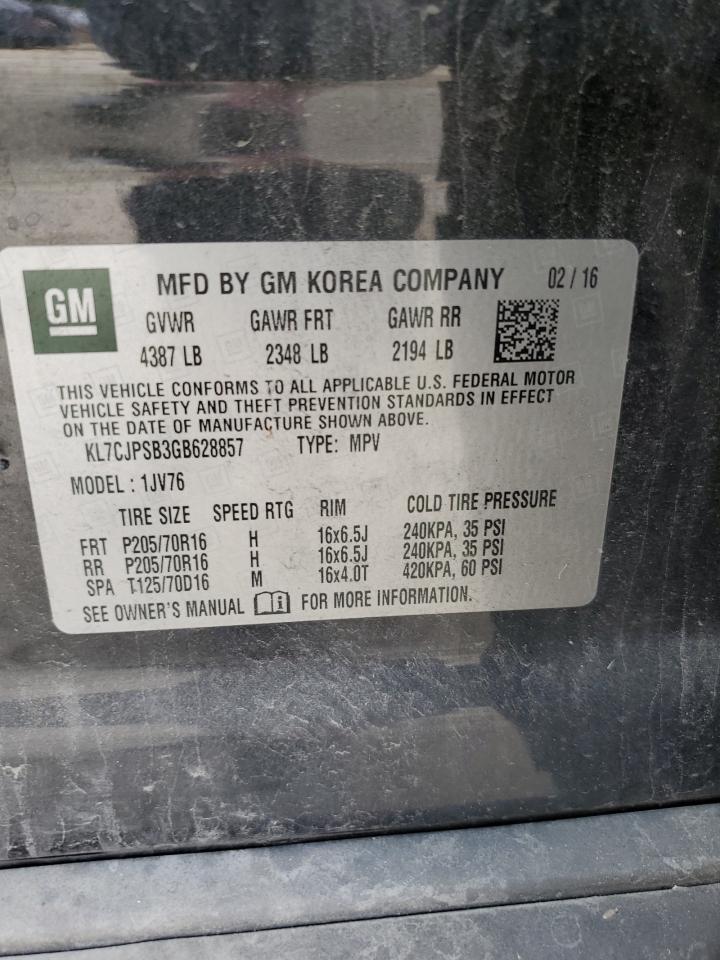 GM MFD BY GM KOREA COMPANY 02 / 16
GVWR GAWR FRT GAWR RR
4387 LB 2348 LB 2194 LB
THIS VEHICLE CONFORMS TO ALL APPLICABLE U.S. FEDERAL MOTOR
VEHICLE SAFETY AND THEFT PREVENTION STANDARDS IN EFFECT
ON THE DATE OF MANUFACTURE SHOWN ABOVE.
KL7CJPSB3GB628857 TYPE: MPV
MODEL : 1JV76
TIRE SIZE SPEED RTG RIM COLD TIRE PRESSURE
FRT P205/70R16 H 16x6.5J 240KPA, 35 PSI
RR P205/70R16 H 16x6.5J 240KPA, 35 PSI
SPA T125/70D16 M 16x4.0T 420KPA, 60 PSI
SEE OWNER'S MANUAL FOR MORE INFORMATION.